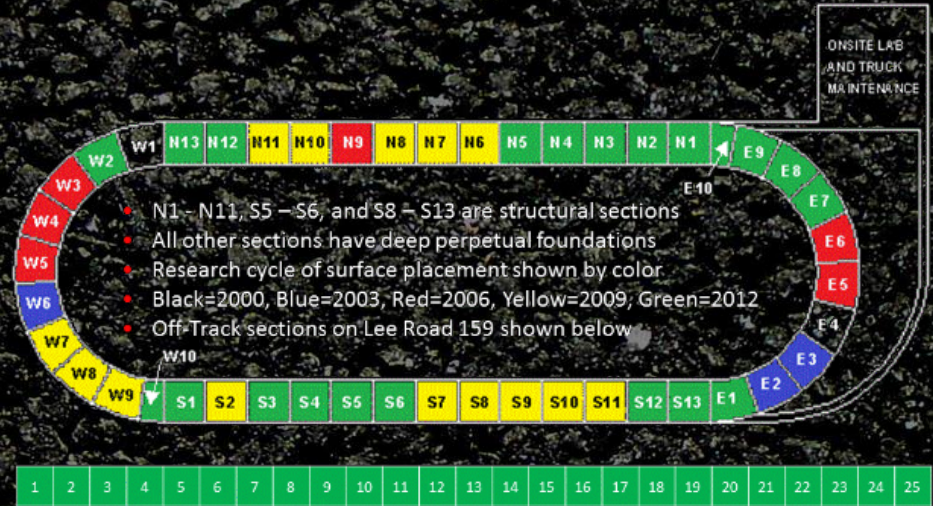 ONSITE LAB
AND TRUCK
MAINTENANCE
W1 N13 N12 N11 N10 N9 N8 N7 N6 N5 N4 N3 N2 N1 E9
W2 E8
W3 E10 E7
W4 E6
W5 E5
W6 E4
W7 E3
W8 E2
W9 W10 S1 S2 S3 S4 S5 S6 S7 S8 S9 S10 S11 S12 S13 E1
• N1 - N11, S5 – S6, and S8 – S13 are structural sections
• All other sections have deep perpetual foundations
• Research cycle of surface placement shown by color
• Black=2000, Blue=2003, Red=2006, Yellow=2009, Green=2012
• Off-Track sections on Lee Road 159 shown below
1 2 3 4 5 6 7 8 9 10 11 12 13 14 15 16 17 18 19 20 21 22 23 24 25